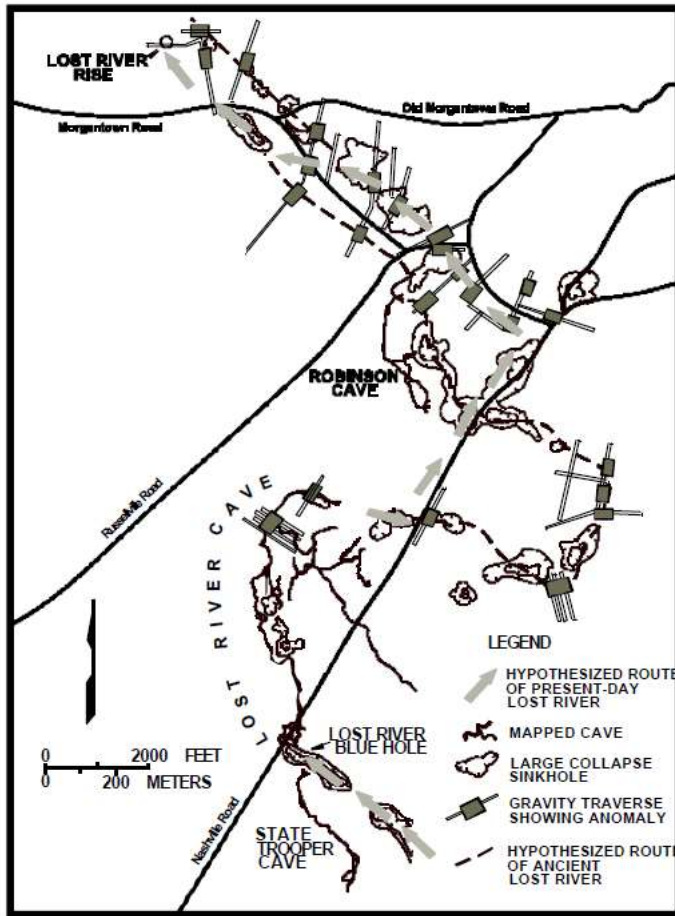 LOST RIVER
RISE
Old Morgantown Road
Morgantown Road
ROBINSON
CAVE
Russellville Road
LOST RIVER CAVE
LEGEND
HYPOTHESIZED ROUTE
OF PRESENT-DAY
LOST RIVER
MAPPED CAVE
LARGE COLLAPSE
SINKHOLE
GRAVITY TRAVERSE
SHOWING ANOMALY
HYPOTHESIZED ROUTE
OF ANCIENT
LOST RIVER
LOST RIVER
BLUE HOLE
0 2000 FEET
0 200 METERS
Nashville Road
STATE
TROOPER
CAVE